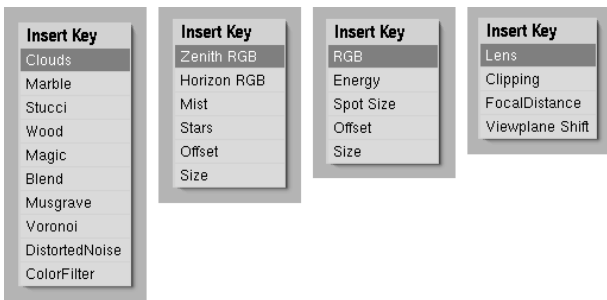 Insert Key
Clouds
Marble
Stucci
Wood
Magic
Blend
Musgrave
Voronoi
DistortedNoise
ColorFilter
Insert Key
Zenith RGB
Horizon RGB
Mist
Stars
Offset
Size
Insert Key
RGB
Energy
Spot Size
Offset
Size
Insert Key
Lens
Clipping
FocalDistance
Viewplane Shift